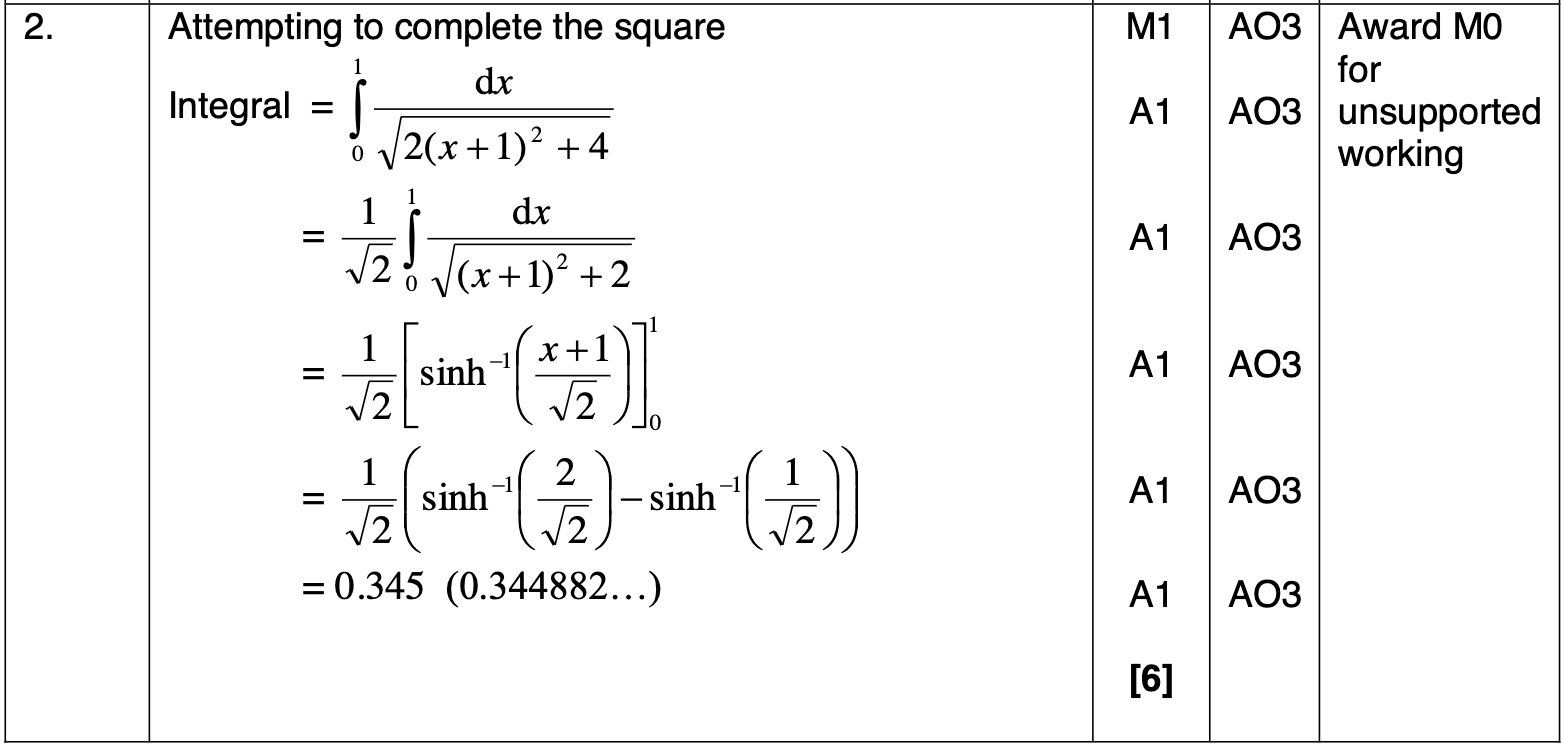 2. Attempting to complete the square M1 AO3 Award M0
for
Integral = ∫₀¹ dx / √(2(x + 1)² + 4) A1 AO3 unsupported
working
= 1/√2 ∫₀¹ dx / √((x + 1)² + 2) A1 AO3
= 1/√2 [sinh⁻¹((x + 1)/√2)]₀¹ A1 AO3
= 1/√2 (sinh⁻¹(2/√2) − sinh⁻¹(1/√2)) A1 AO3
= 0.345 (0.344882...) A1 AO3
[6]